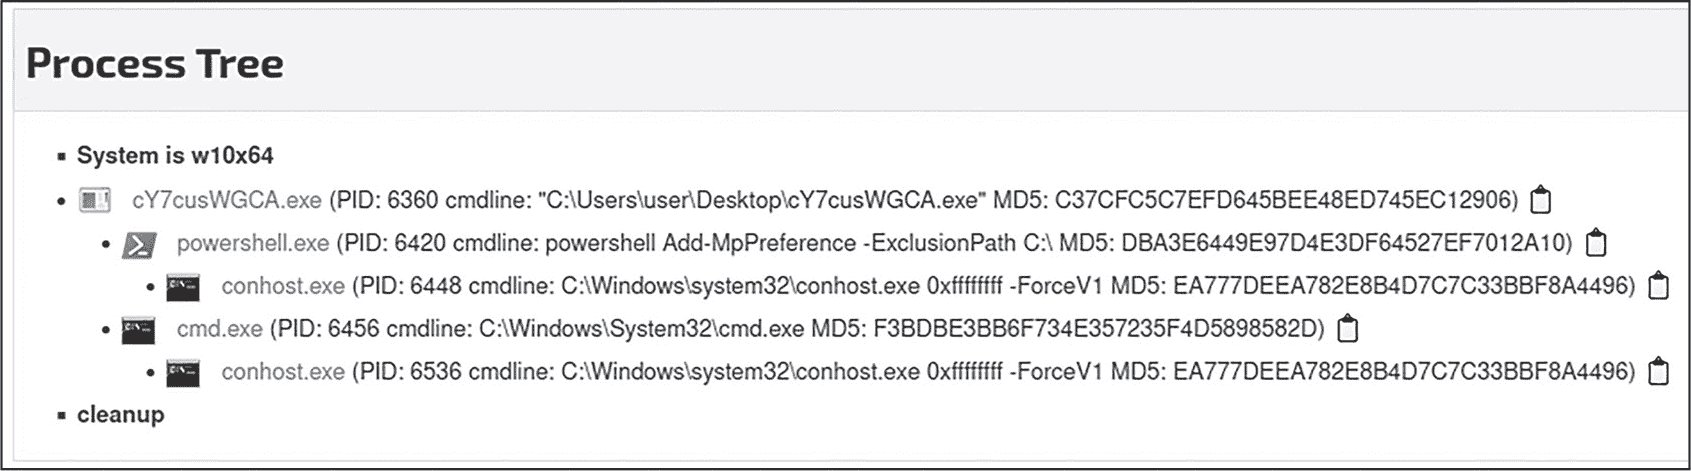 Process Tree
System is w10x64
cY7cusWGCA.exe (PID: 6360 cmdline: "C:\Users\user\Desktop\cY7cusWGCA.exe" MD5: C37CFC5C7EFD645BEE48ED745EC12906)
powershell.exe (PID: 6420 cmdline: powershell Add-MpPreference -ExclusionPath C:\ MD5: DBA3E6449E97D4E3DF64527EF7012A10)
conhost.exe (PID: 6448 cmdline: C:\Windows\system32\conhost.exe 0xffffffff -ForceV1 MD5: EA777DEEA782E8B4D7C7C33BBF8A4496)
cmd.exe (PID: 6456 cmdline: C:\Windows\System32\cmd.exe MD5: F3BDBE3BB6F734E357235F4D5898582D)
conhost.exe (PID: 6536 cmdline: C:\Windows\system32\conhost.exe 0xffffffff -ForceV1 MD5: EA777DEEA782E8B4D7C7C33BBF8A4496)
cleanup